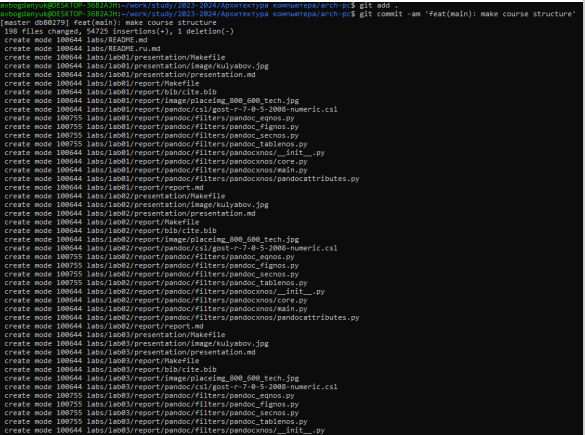 avbogdanyuk@DESKTOP-36B2A3H:~/work/study/2023-2024/Архитектура компьютера/arch-pc$ git add .
avbogdanyuk@DESKTOP-36B2A3H:~/work/study/2023-2024/Архитектура компьютера/arch-pc$ git commit -am 'feat(main): make course structure'
[master db80279] feat(main): make course structure
198 files changed, 54725 insertions(+), 1 deletion(-)
create mode 100644 labs/README.md
create mode 100644 labs/README.ru.md
create mode 100644 labs/lab01/presentation/Makefile
create mode 100644 labs/lab01/presentation/image/kulyabov.jpg
create mode 100644 labs/lab01/presentation/presentation.md
create mode 100644 labs/lab01/report/Makefile
create mode 100644 labs/lab01/report/bib/cite.bib
create mode 100644 labs/lab01/report/image/placeimg_800_600_tech.jpg
create mode 100644 labs/lab01/report/pandoc/csl/gost-r-7-0-5-2008-numeric.csl
create mode 100755 labs/lab01/report/pandoc/filters/pandoc_eqnos.py
create mode 100755 labs/lab01/report/pandoc/filters/pandoc_fignos.py
create mode 100755 labs/lab01/report/pandoc/filters/pandoc_secnos.py
create mode 100755 labs/lab01/report/pandoc/filters/pandoc_tablenos.py
create mode 100644 labs/lab01/report/pandoc/filters/pandocxnos/__init__.py
create mode 100644 labs/lab01/report/pandoc/filters/pandocxnos/core.py
create mode 100644 labs/lab01/report/pandoc/filters/pandocxnos/main.py
create mode 100644 labs/lab01/report/pandoc/filters/pandocxnos/pandocattributes.py
create mode 100644 labs/lab01/report/report.md
create mode 100644 labs/lab02/presentation/Makefile
create mode 100644 labs/lab02/presentation/image/kulyabov.jpg
create mode 100644 labs/lab02/presentation/presentation.md
create mode 100644 labs/lab02/report/Makefile
create mode 100644 labs/lab02/report/bib/cite.bib
create mode 100644 labs/lab02/report/image/placeimg_800_600_tech.jpg
create mode 100644 labs/lab02/report/pandoc/csl/gost-r-7-0-5-2008-numeric.csl
create mode 100755 labs/lab02/report/pandoc/filters/pandoc_eqnos.py
create mode 100755 labs/lab02/report/pandoc/filters/pandoc_fignos.py
create mode 100755 labs/lab02/report/pandoc/filters/pandoc_secnos.py
create mode 100755 labs/lab02/report/pandoc/filters/pandoc_tablenos.py
create mode 100644 labs/lab02/report/pandoc/filters/pandocxnos/__init__.py
create mode 100644 labs/lab02/report/pandoc/filters/pandocxnos/core.py
create mode 100644 labs/lab02/report/pandoc/filters/pandocxnos/main.py
create mode 100644 labs/lab02/report/pandoc/filters/pandocxnos/pandocattributes.py
create mode 100644 labs/lab02/report/report.md
create mode 100644 labs/lab03/presentation/Makefile
create mode 100644 labs/lab03/presentation/image/kulyabov.jpg
create mode 100644 labs/lab03/presentation/presentation.md
create mode 100644 labs/lab03/report/Makefile
create mode 100644 labs/lab03/report/bib/cite.bib
create mode 100644 labs/lab03/report/image/placeimg_800_600_tech.jpg
create mode 100644 labs/lab03/report/pandoc/csl/gost-r-7-0-5-2008-numeric.csl
create mode 100755 labs/lab03/report/pandoc/filters/pandoc_eqnos.py
create mode 100755 labs/lab03/report/pandoc/filters/pandoc_fignos.py
create mode 100755 labs/lab03/report/pandoc/filters/pandoc_secnos.py
create mode 100755 labs/lab03/report/pandoc/filters/pandoc_tablenos.py
create mode 100644 labs/lab03/report/pandoc/filters/pandocxnos/__init__.py